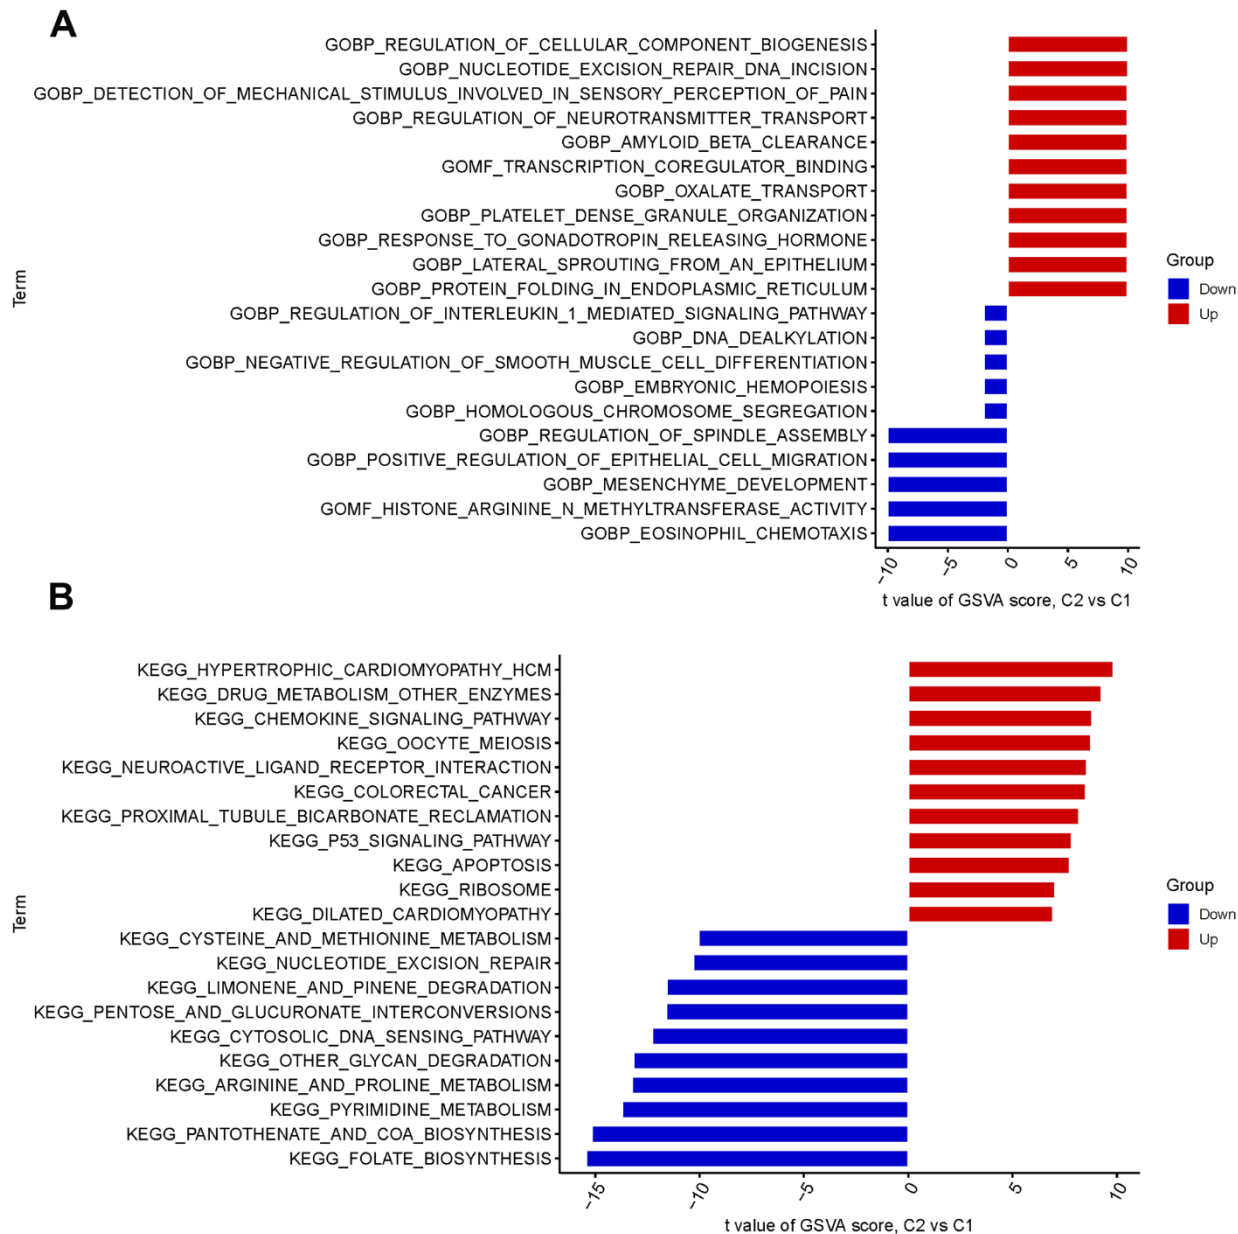 A
GOBP_REGULATION_OF_CELLULAR_COMPONENT_BIOGENESIS
GOBP_NUCLEOTIDE_EXCISION_REPAIR_DNA_INCISION
GOBP_DETECTION_OF_MECHANICAL_STIMULUS_INVOLVED_IN_SENSORY_PERCEPTION_OF_PAIN
GOBP_REGULATION_OF_NEUROTRANSMITTER_TRANSPORT
GOBP_AMYLOID_BETA_CLEARANCE
GOMF_TRANSCRIPTION_COREGULATOR_BINDING
GOBP_OXALATE_TRANSPORT
GOBP_PLATELET_DENSE_GRANULE_ORGANIZATION
GOBP_RESPONSE_TO_GONADOTROPIN_RELEASING_HORMONE
GOBP_LATERAL_SPROUTING_FROM_AN_EPITHELIUM
GOBP_PROTEIN_FOLDING_IN_ENDOPLASMIC_RETICULUM
GOBP_REGULATION_OF_INTERLEUKIN_1_MEDIATED_SIGNALING_PATHWAY
GOBP_DNA_DEALKYLATION
GOBP_NEGATIVE_REGULATION_OF_SMOOTH_MUSCLE_CELL_DIFFERENTIATION
GOBP_EMBRYONIC_HEMOPOIESIS
GOBP_HOMOLOGOUS_CHROMOSOME_SEGREGATION
GOBP_REGULATION_OF_SPINDLE_ASSEMBLY
GOBP_POSITIVE_REGULATION_OF_EPITHELIAL_CELL_MIGRATION
GOBP_MESENCHYME_DEVELOPMENT
GOMF_HISTONE_ARGININE_N_METHYLTRANSFERASE_ACTIVITY
GOBP_EOSINOPHIL_CHEMOTAXIS
Term
−10 −5 0 5 10
t value of GSVA score, C2 vs C1
Group
Down
Up
B
KEGG_HYPERTROPHIC_CARDIOMYOPATHY_HCM
KEGG_DRUG_METABOLISM_OTHER_ENZYMES
KEGG_CHEMOKINE_SIGNALING_PATHWAY
KEGG_OOCYTE_MEIOSIS
KEGG_NEUROACTIVE_LIGAND_RECEPTOR_INTERACTION
KEGG_COLORECTAL_CANCER
KEGG_PROXIMAL_TUBULE_BICARBONATE_RECLAMATION
KEGG_P53_SIGNALING_PATHWAY
KEGG_APOPTOSIS
KEGG_RIBOSOME
KEGG_DILATED_CARDIOMYOPATHY
KEGG_CYSTEINE_AND_METHIONINE_METABOLISM
KEGG_NUCLEOTIDE_EXCISION_REPAIR
KEGG_LIMONENE_AND_PINENE_DEGRADATION
KEGG_PENTOSE_AND_GLUCURONATE_INTERCONVERSIONS
KEGG_CYTOSOLIC_DNA_SENSING_PATHWAY
KEGG_OTHER_GLYCAN_DEGRADATION
KEGG_ARGININE_AND_PROLINE_METABOLISM
KEGG_PYRIMIDINE_METABOLISM
KEGG_PANTOTHENATE_AND_COA_BIOSYNTHESIS
KEGG_FOLATE_BIOSYNTHESIS
Term
−15 −10 −5 0 5 10
t value of GSVA score, C2 vs C1
Group
Down
Up